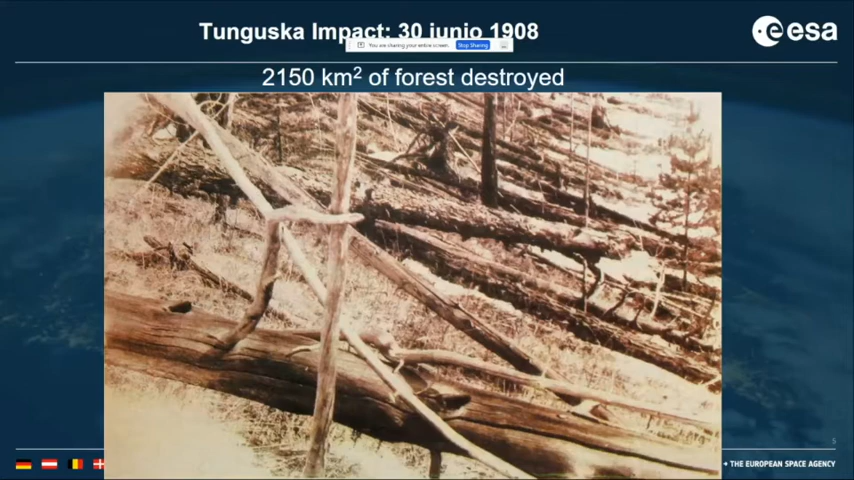 Tunguska Impact: 30 junio 1908
You are sharing your entire screen.
Stop Sharing
esa
2150 km² of forest destroyed
5
THE EUROPEAN SPACE AGENCY